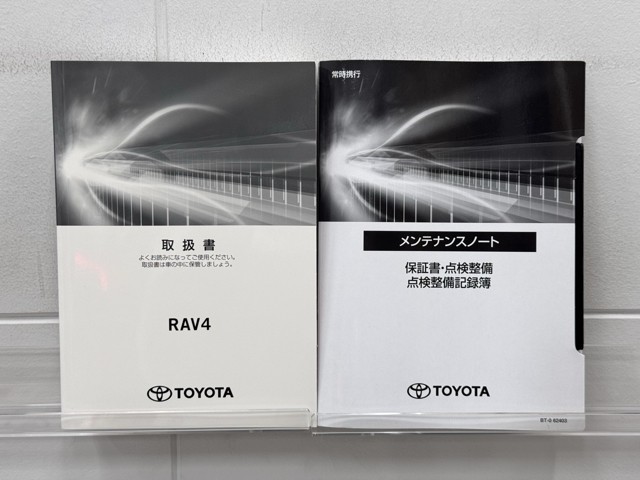 取扱書
よくお読みになってご使用ください。
取扱書は車の中に保管しましょう。
RAV4
TOYOTA
常時携行
メンテナンスノート
保証書・点検整備
点検整備記録簿
TOYOTA